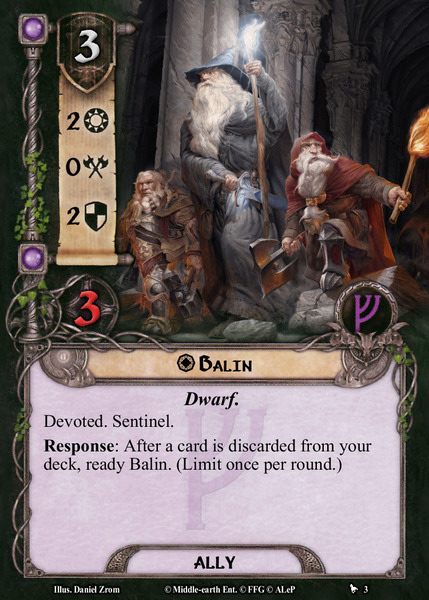 3
2
0
2
3
Balin
Dwarf.
Devoted. Sentinel.
Response: After a card is discarded from your
deck, ready Balin. (Limit once per round.)
ALLY
Illus. Daniel Zrom © Middle-earth Ent. © FFG © ALeP 3